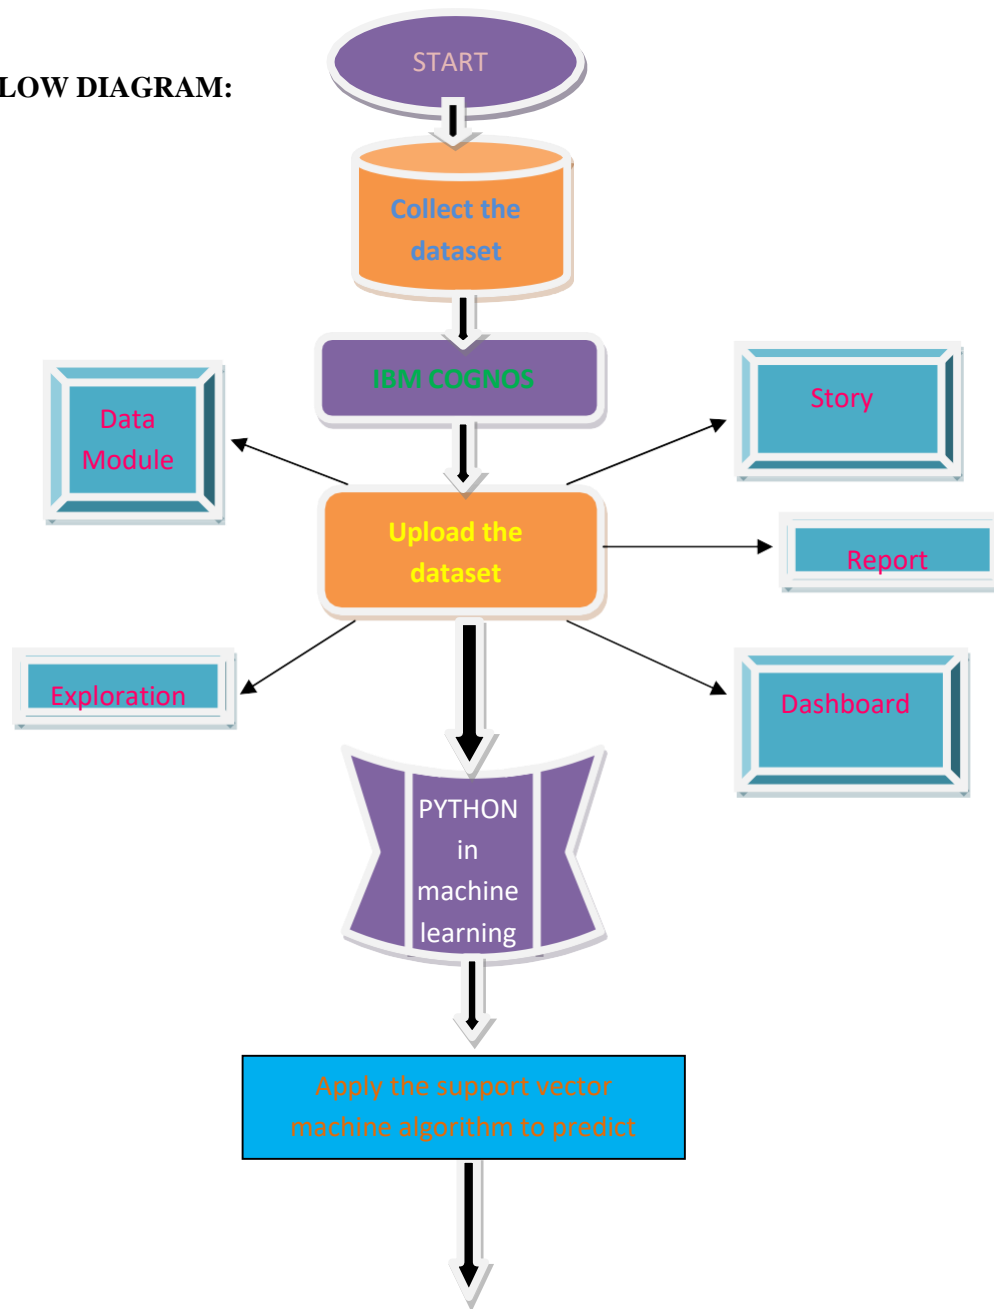 START
LOW DIAGRAM:
Collect the
dataset
IBM COGNOS
Data
Module
Story
Upload the
dataset
Report
Exploration
Dashboard
PYTHON
in
machine
learning
Apply the support vector
machine algorithm to predict